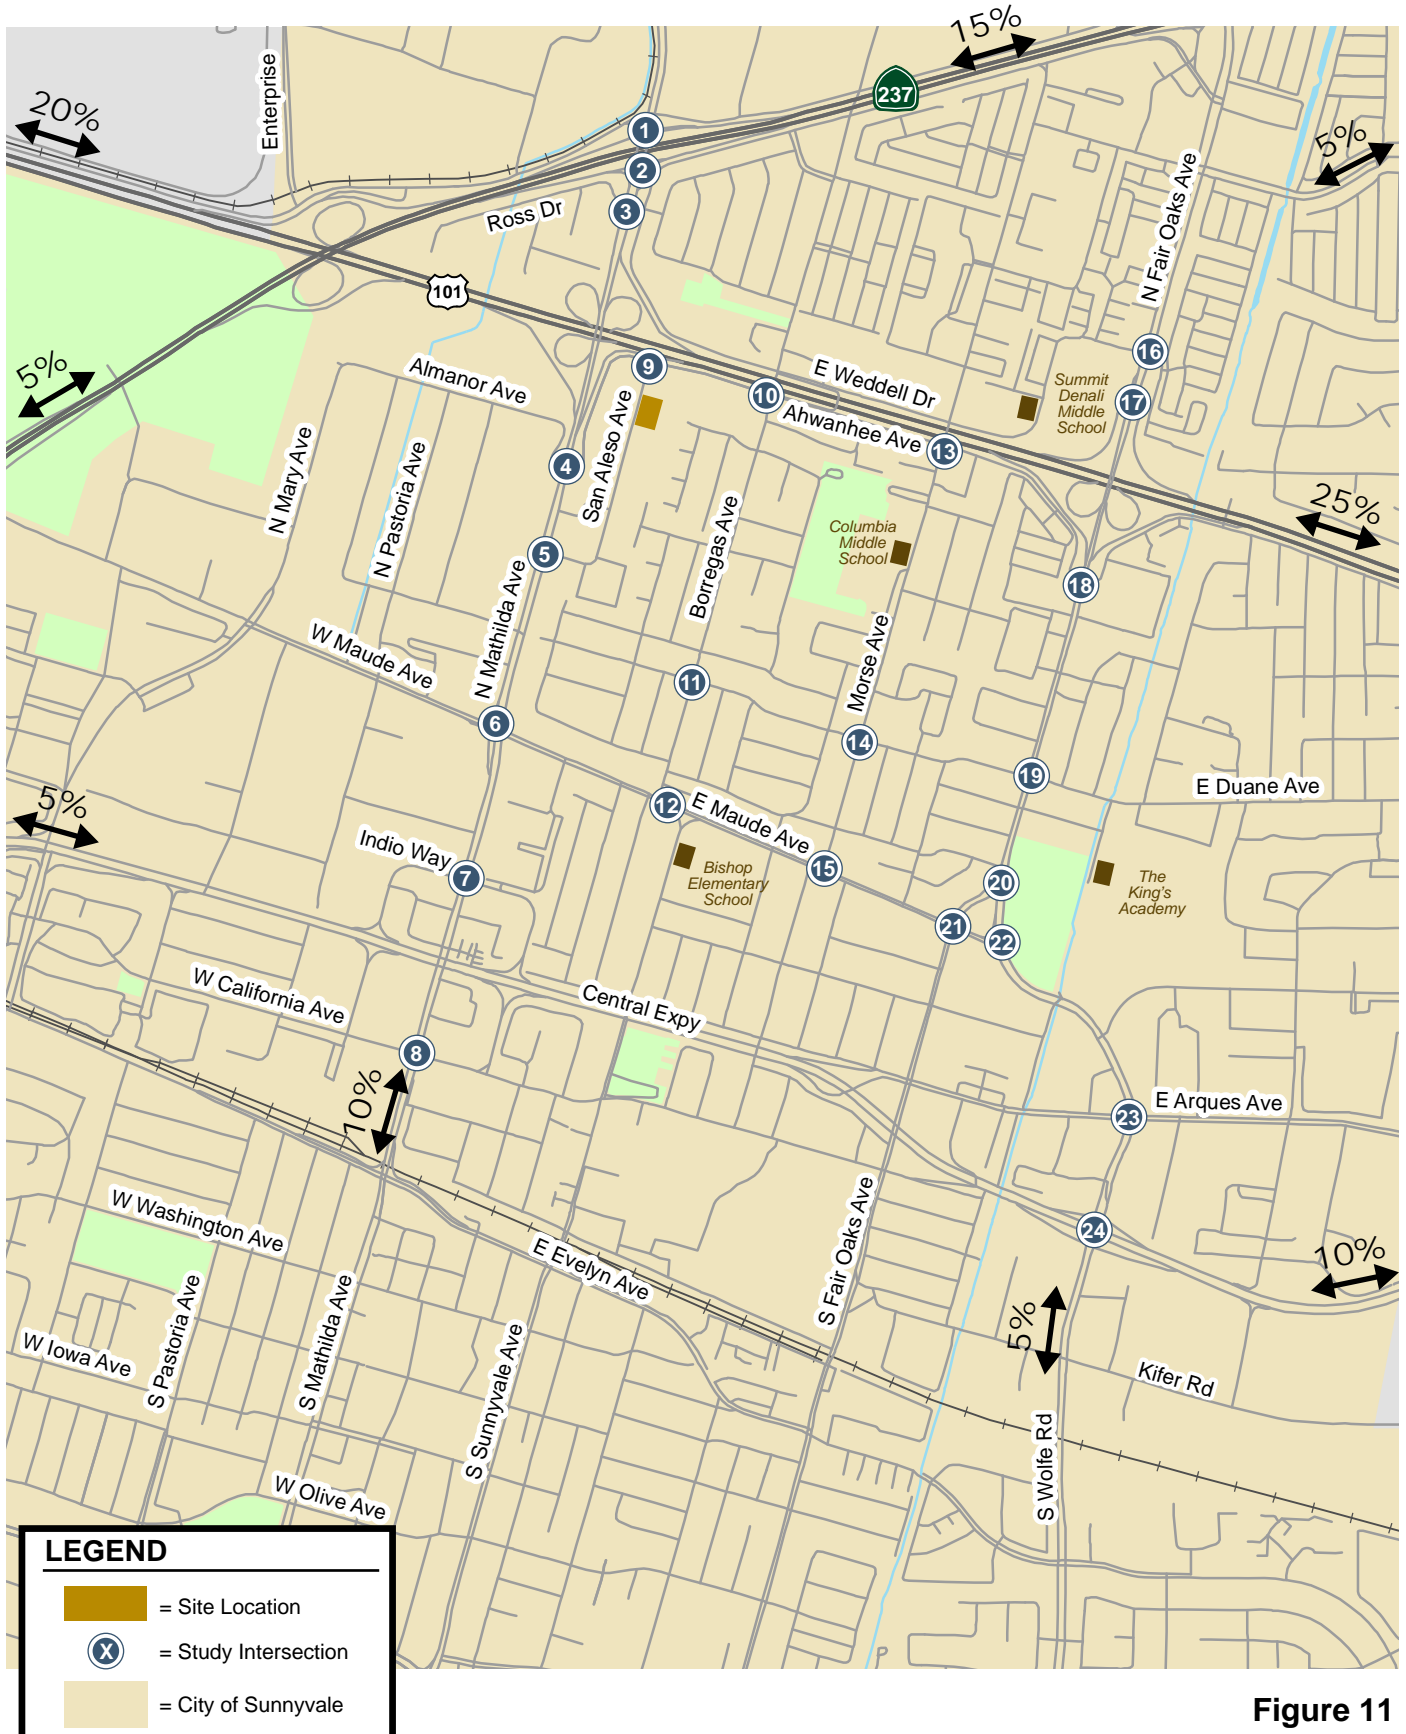 15%
237
Enterprise
20%
1
5%
2
N Fair Oaks Ave
Ross Dr
3
101
16
5%
9
E Weddell Dr
Summit
Denali
Middle
School
Almanor Ave
10
17
Ahwanhee Ave
13
San Aleso Ave
4
N Mary Ave
N Pastoria Ave
25%
Columbia
Middle
School
Borregas Ave
5
18
N Mathilda Ave
W Maude Ave
Morse Ave
11
6
14
19
E Duane Ave
5%
12
E Maude Ave
Indio Way
7
Bishop
Elementary
School
15
20
The
King's
Academy
21
22
W California Ave
Central Expy
8
10%
E Arques Ave
23
W Washington Ave
S Fair Oaks Ave
24
E Evelyn Ave
10%
5%
S Pastoria Ave
S Mathilda Ave
W Iowa Ave
S Sunnyvale Ave
Kifer Rd
S Wolfe Rd
W Olive Ave
LEGEND
= Site Location
X
= Study Intersection
= City of Sunnyvale
Figure 11